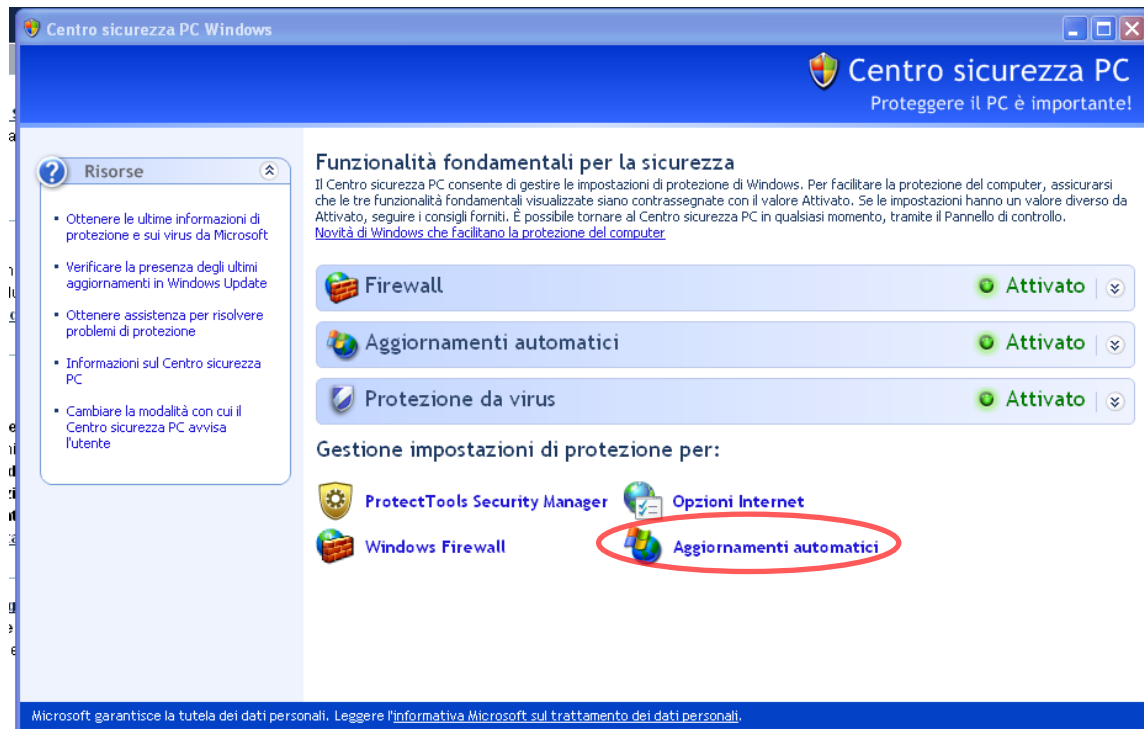 Centro sicurezza PC Windows
Centro sicurezza PC
Proteggere il PC è importante!
Risorse
Ottenere le ultime informazioni di
protezione e sui virus da Microsoft
Verificare la presenza degli ultimi
aggiornamenti in Windows Update
Ottenere assistenza per risolvere
problemi di protezione
Informazioni sul Centro sicurezza
PC
Cambiare la modalità con cui il
Centro sicurezza PC avvisa
l'utente
Funzionalità fondamentali per la sicurezza
Il Centro sicurezza PC consente di gestire le impostazioni di protezione di Windows. Per facilitare la protezione del computer, assicurarsi
che le tre funzionalità fondamentali visualizzate siano contrassegnate con il valore Attivato. Se le impostazioni hanno un valore diverso da
Attivato, seguire i consigli forniti. È possibile tornare al Centro sicurezza PC in qualsiasi momento, tramite il Pannello di controllo.
Novità di Windows che facilitano la protezione del computer
Firewall Attivato
Aggiornamenti automatici Attivato
Protezione da virus Attivato
Gestione impostazioni di protezione per:
ProtectTools Security Manager Opzioni Internet
Windows Firewall Aggiornamenti automatici
Microsoft garantisce la tutela dei dati personali. Leggere l'informativa Microsoft sul trattamento dei dati personali.